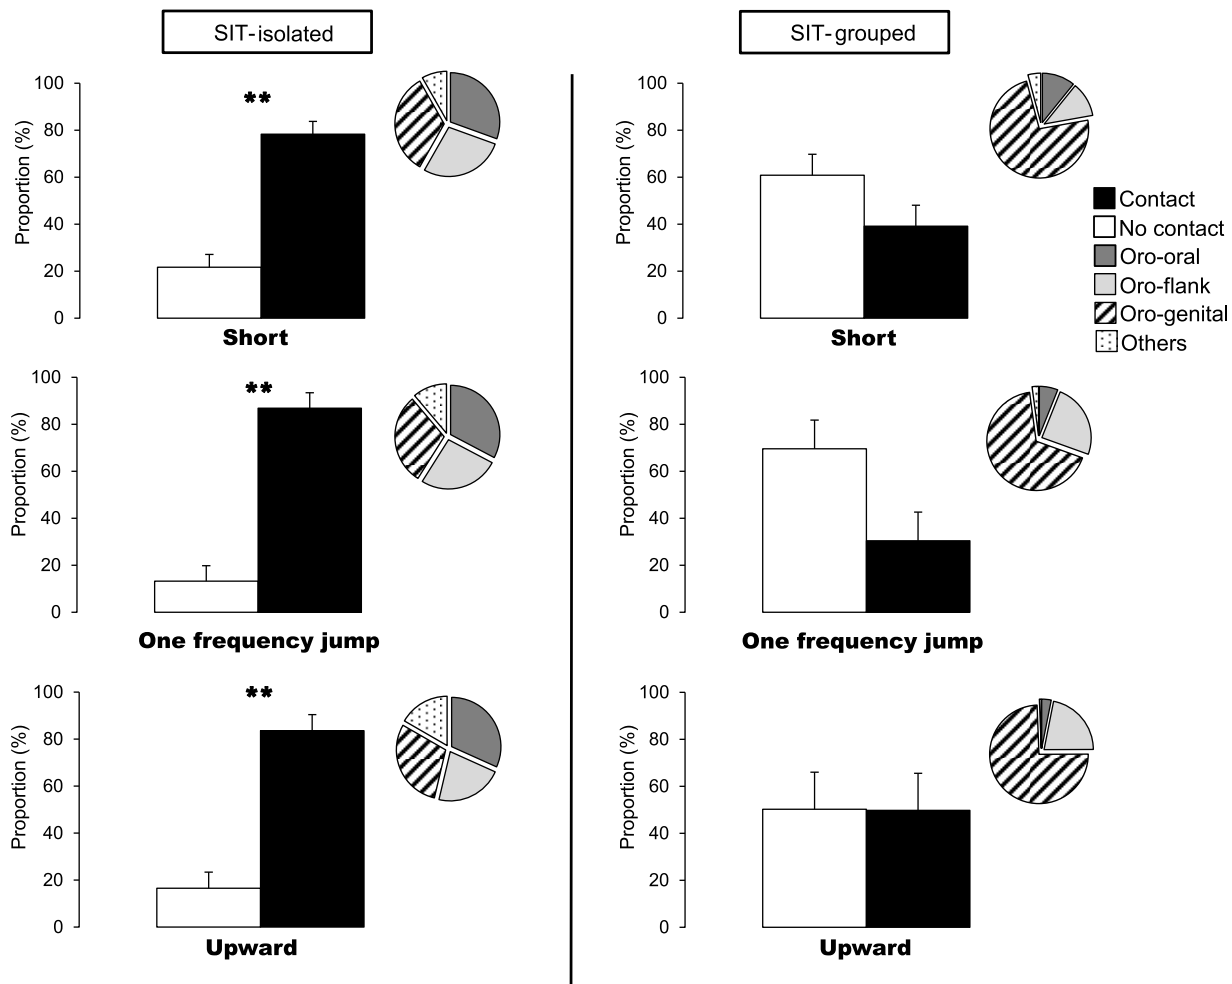 SIT-isolated
SIT-grouped
Proportion (%)
100
80
60
40
20
0
**
Short
Proportion (%)
100
80
60
40
20
0
Short
Contact
No contact
Oro-oral
Oro-flank
Oro-genital
Others
Proportion (%)
100
80
60
40
20
0
**
One frequency jump
Proportion (%)
100
80
60
40
20
0
One frequency jump
Proportion (%)
100
80
60
40
20
0
**
Upward
Proportion (%)
100
80
60
40
20
0
Upward